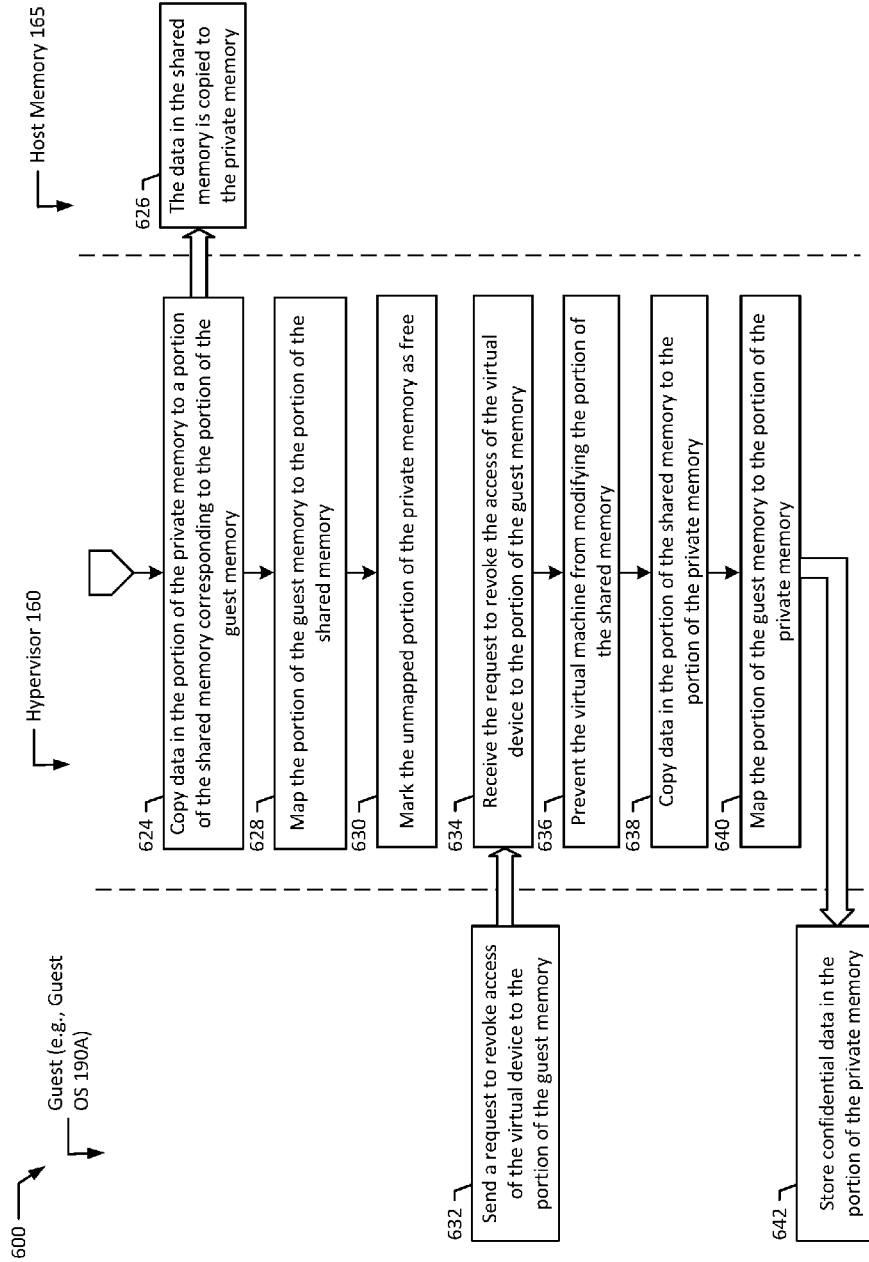 600
Guest (e.g., Guest
OS 190A)
Hypervisor 160
Host Memory 165
624
Copy data in the portion of the private memory to a portion
of the shared memory corresponding to the portion of the
guest memory
626
The data in the shared
memory is copied to
the private memory
628
Map the portion of the guest memory to the portion of the
shared memory
630
Mark the unmapped portion of the private memory as free
632
Send a request to revoke access
of the virtual device to the
portion of the guest memory
634
Receive the request to revoke the access of the virtual
device to the portion of the guest memory
636
Prevent the virtual machine from modifying the portion of
the shared memory
638
Copy data in the portion of the shared memory to the
portion of the private memory
640
Map the portion of the guest memory to the portion of the
private memory
642
Store confidential data in the
portion of the private memory